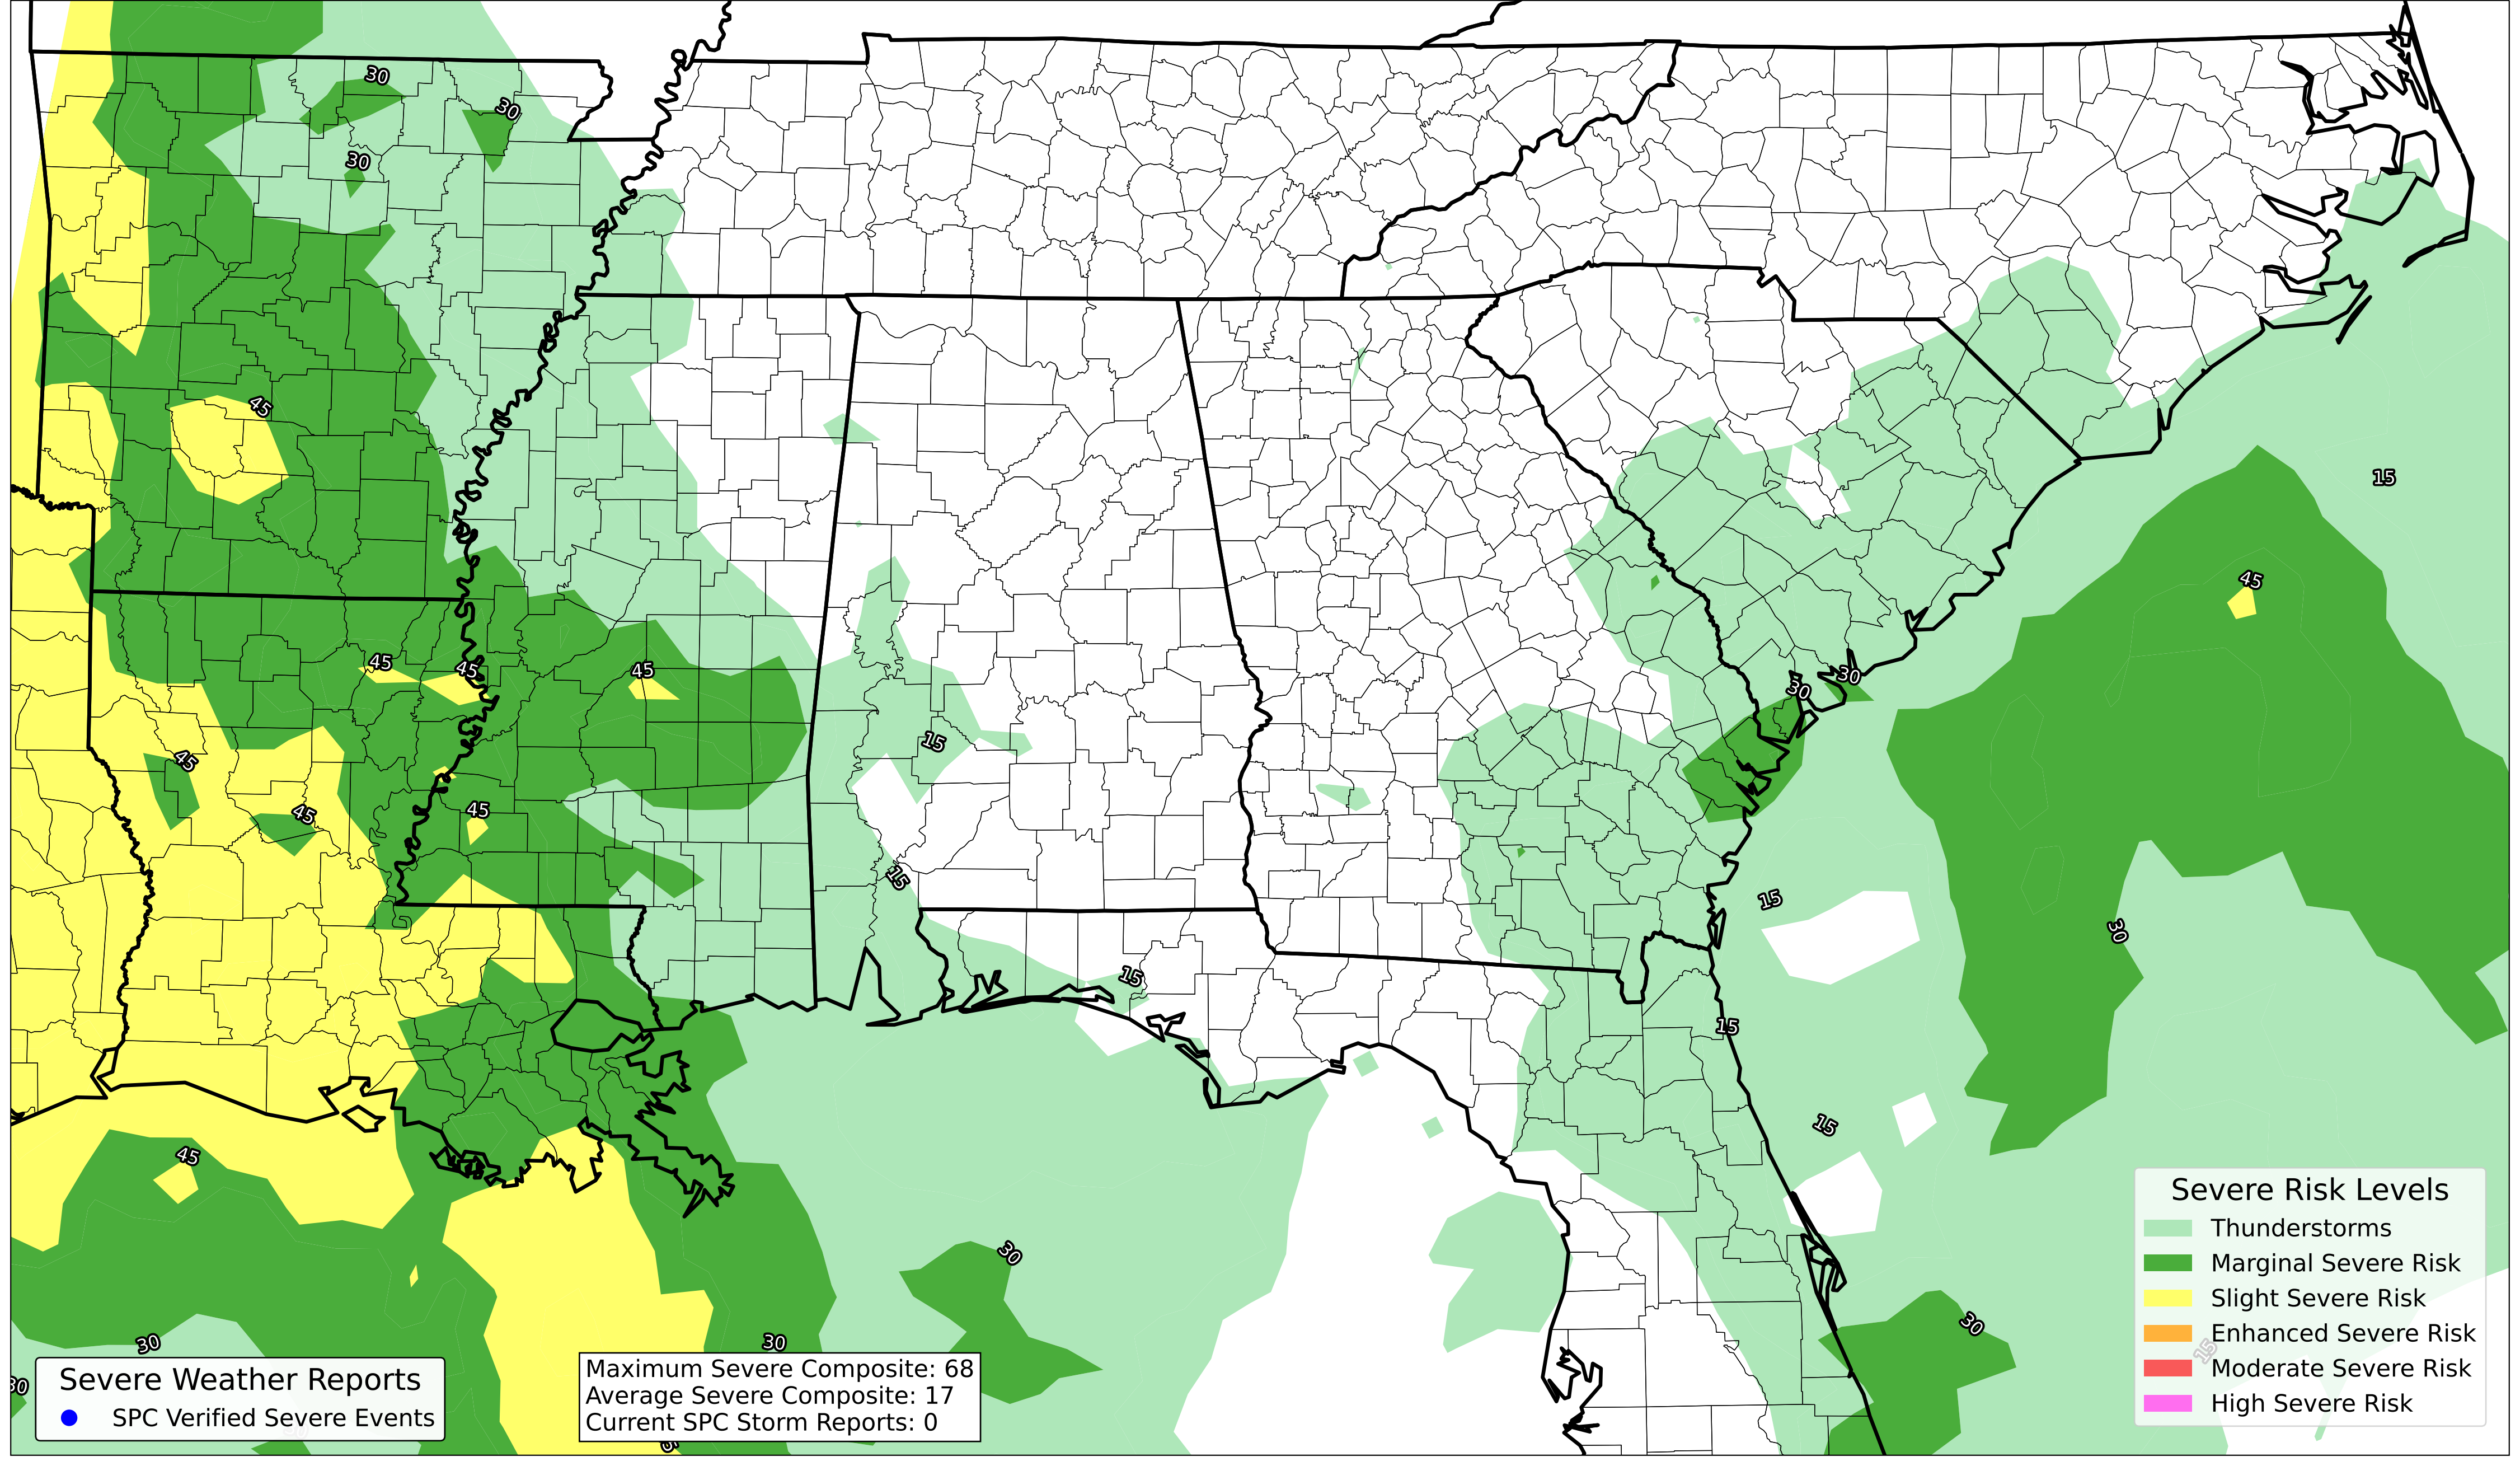 30
30
30
15
45
45
30
45
45
45
30
15
45
45
45
15
30
15
15
15
45
15
30
30
30
30
30
15
Severe Risk Levels
Thunderstorms
Marginal Severe Risk
Slight Severe Risk
Enhanced Severe Risk
Moderate Severe Risk
High Severe Risk
Severe Weather Reports
SPC Verified Severe Events
Maximum Severe Composite: 68
Average Severe Composite: 17
Current SPC Storm Reports: 0